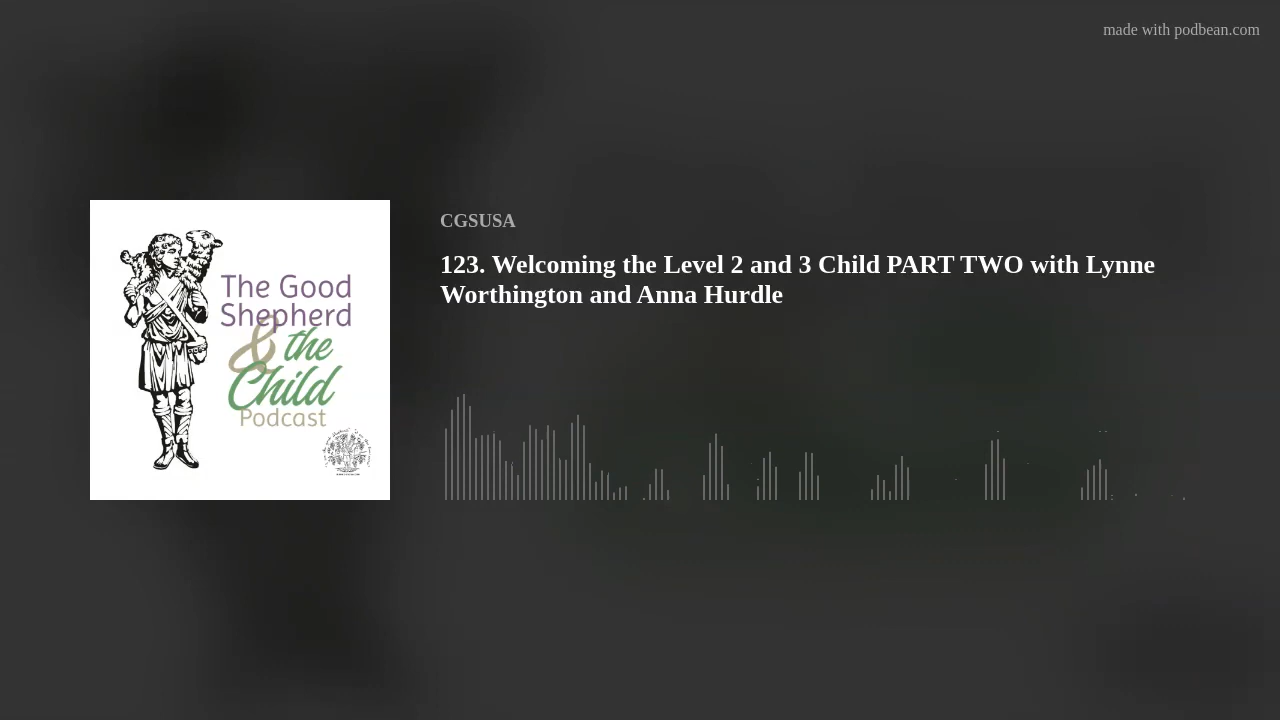 made with podbean.com
CGSUSA
123. Welcoming the Level 2 and 3 Child PART TWO with Lynne
Worthington and Anna Hurdle
The Good
Shepherd
& the
Child
Podcast